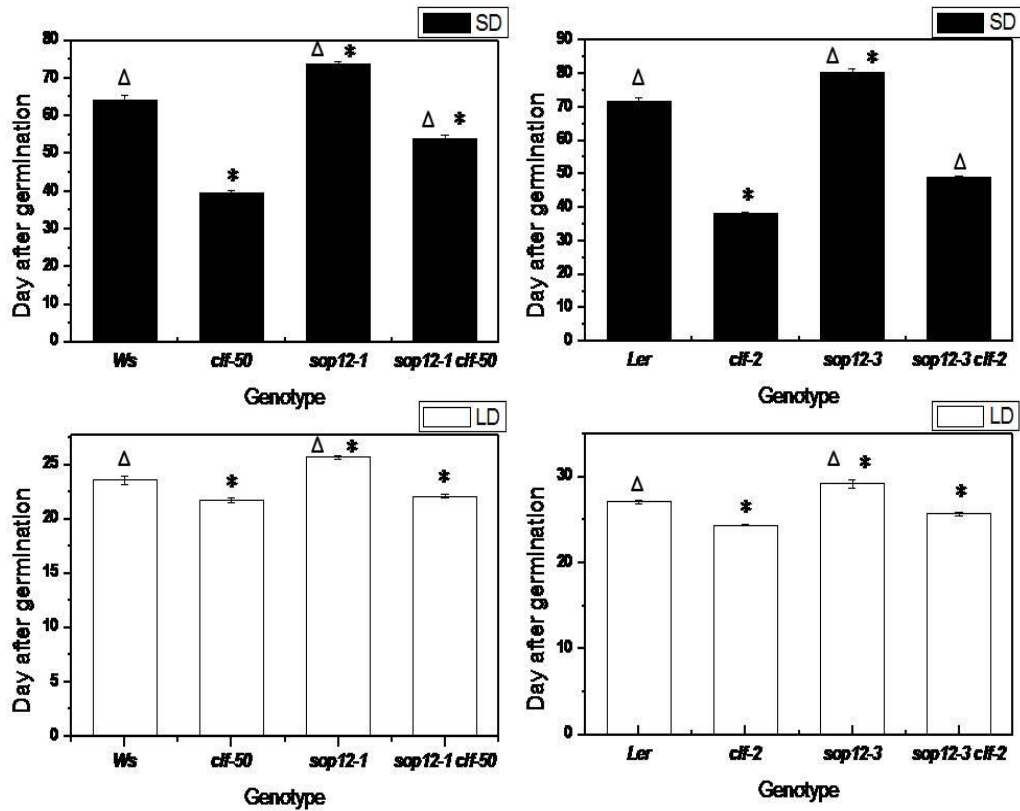 SD
80
70
60
50
40
30
20
10
0
Day after germination
Δ
*
Δ *
Δ *
Ws
clf-50
sop12-1
sop12-1 clf-50
Genotype
SD
90
80
70
60
50
40
30
20
10
0
Day after germination
Δ
*
Δ *
Δ
Ler
clf-2
sop12-3
sop12-3 clf-2
Genotype
LD
25
20
15
10
5
0
Day after germination
Δ
*
Δ *
*
Ws
clf-50
sop12-1
sop12-1 clf-50
Genotype
LD
30
20
10
0
Day after germination
Δ
*
Δ *
*
Ler
clf-2
sop12-3
sop12-3 clf-2
Genotype